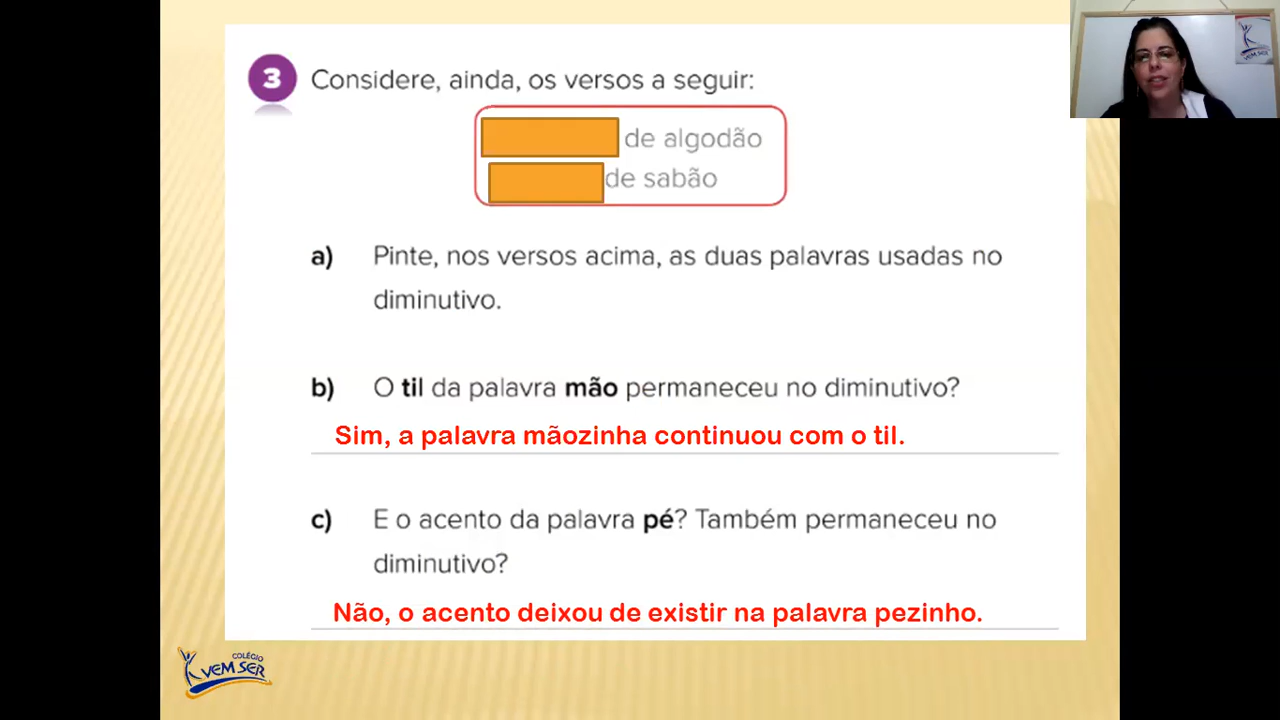 3 Considere, ainda, os versos a seguir:
de algodão
de sabão
a) Pinte, nos versos acima, as duas palavras usadas no
diminutivo.
b) O til da palavra mão permaneceu no diminutivo?
Sim, a palavra mãozinha continuou com o til.
c) E o acento da palavra pé? Também permaneceu no
diminutivo?
Não, o acento deixou de existir na palavra pezinho.
COLÉGIO
VEM SER
VEM SER